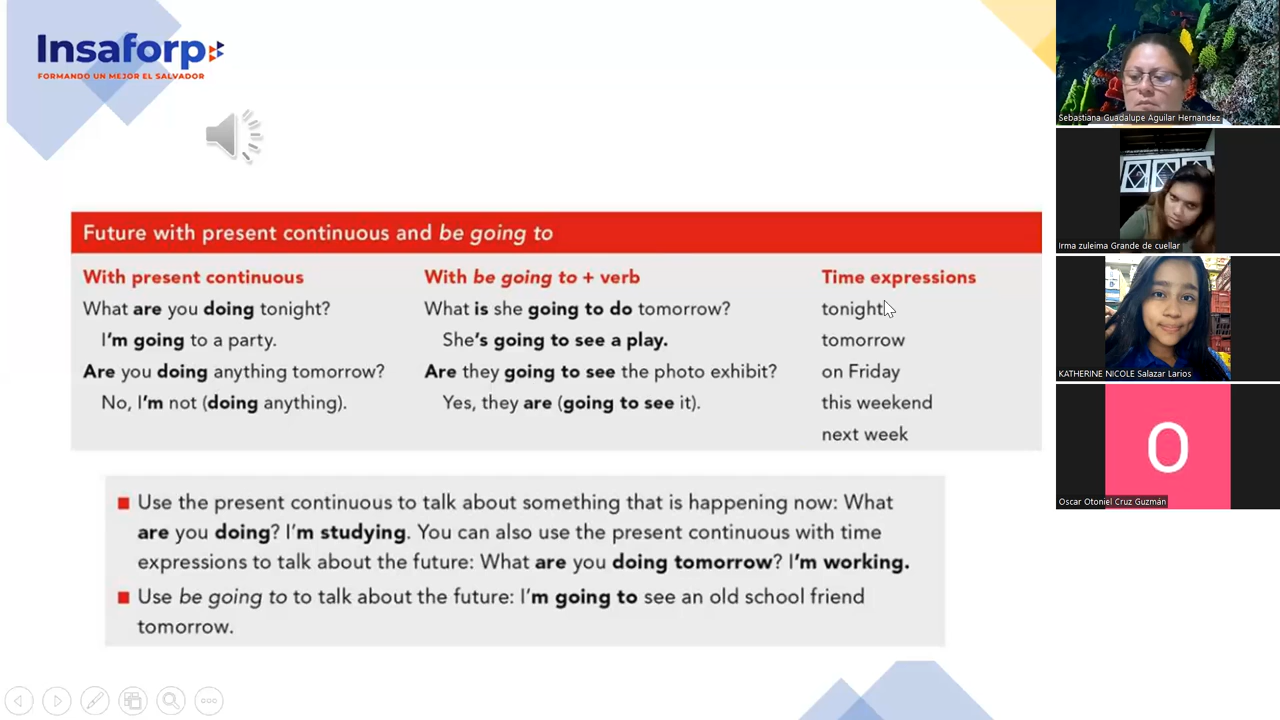 Insaforp
FORMANDO UN MEJOR EL SALVADOR
Future with present continuous and be going to
With present continuous
What are you doing tonight?
I'm going to a party.
Are you doing anything tomorrow?
No, I'm not (doing anything).
With be going to + verb
What is she going to do tomorrow?
She's going to see a play.
Are they going to see the photo exhibit?
Yes, they are (going to see it).
Time expressions
tonight
tomorrow
on Friday
this weekend
next week
Use the present continuous to talk about something that is happening now: What
are you doing? I'm studying. You can also use the present continuous with time
expressions to talk about the future: What are you doing tomorrow? I'm working.
Use be going to to talk about the future: I'm going to see an old school friend
tomorrow.
Sebastiana Guadalupe Aguilar Hernandez
Irma zuleima Grande de cuellar
KATHERINE NICOLE Salazar Larios
O
Oscar Otoniel Cruz Guzmán